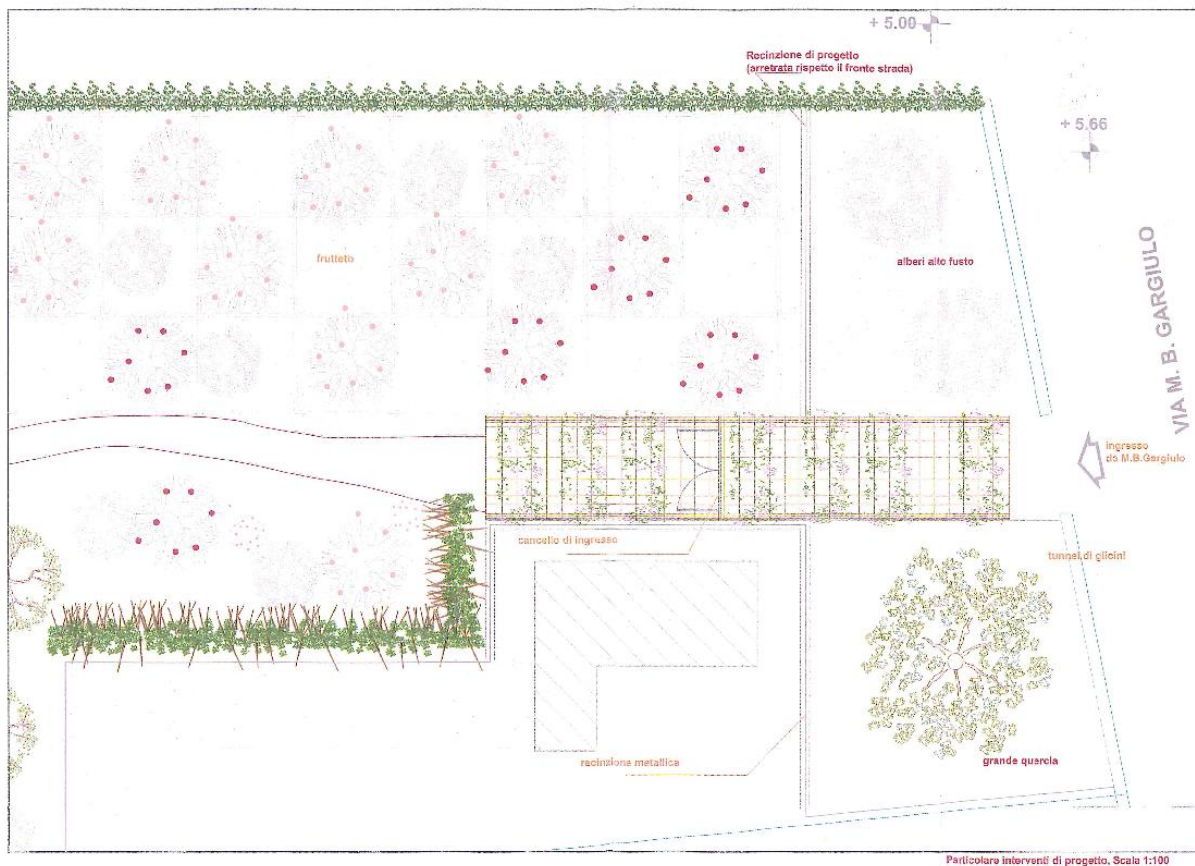 + 5.00
Recinzione di progetto
(arretrata rispetto il fronte strada)
+ 5.66
frutteto
alberi alto fusto
VIA M. B. GARGIULO
ingresso
da M.B.Gargiulo
cancello di ingresso
tunnel di glicini
recinzione metallica
grande quercia
Particolare interventi di progetto, Scala 1:100